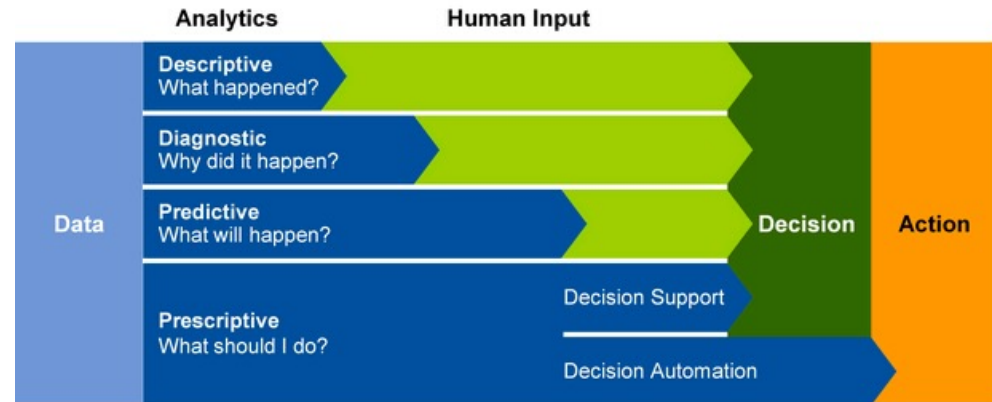 Analytics
Human Input
Descriptive
What happened?
Diagnostic
Why did it happen?
Predictive
What will happen?
Data
Decision
Action
Decision Support
Prescriptive
What should I do?
Decision Automation